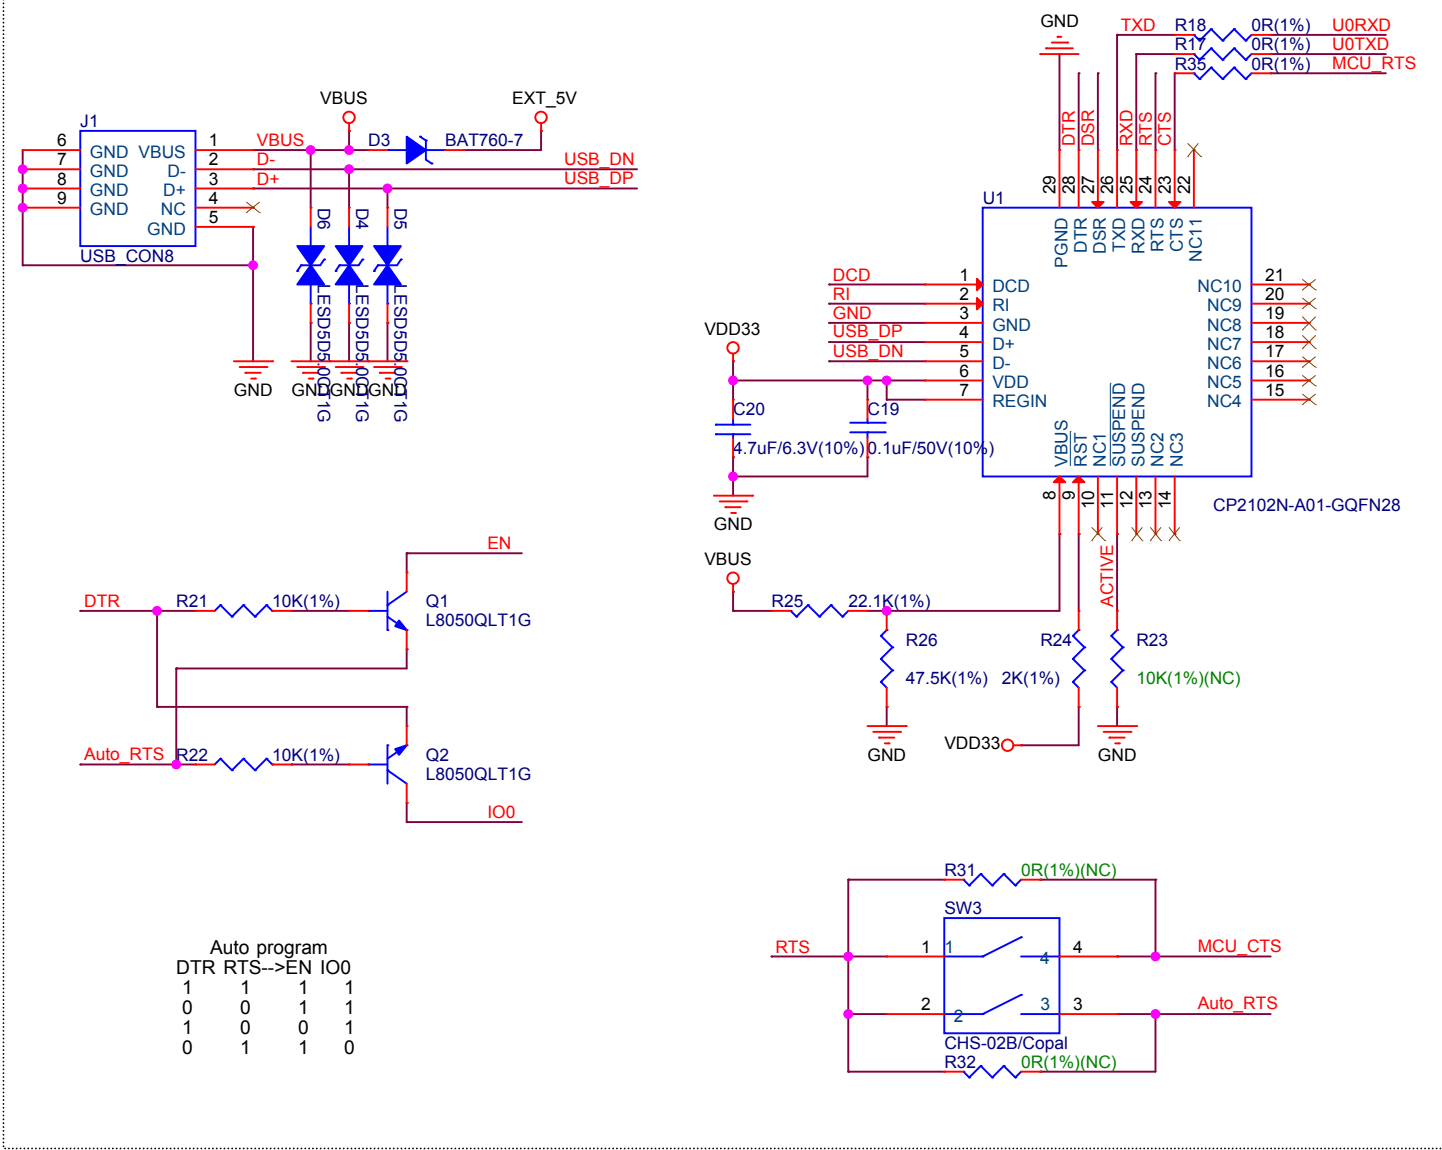 GND
TXD R18 0R(1%) U0RXD
R17 0R(1%) U0TXD
R35 0R(1%) MCU_RTS
VBUS EXT_5V
J1
D3 BAT760-7
6 GND VBUS 1 VBUS
7 GND D- 2 D- USB_DN
8 GND D+ 3 D+ USB_DP
9 GND NC 4
GND 5
USB_CON8
D6 D4 D5
LESD5D5.0CT1G LESD5D5.0CT1G LESD5D5.0CT1G
GND GND GND GND
DTR DSR RXD RTS CTS
29 28 27 26 25 24 23 22
U1
PGND DTR DSR TXD RXD RTS CTS NC11
DCD 1 DCD NC10 21
RI 2 RI NC9 20
GND 3 GND NC8 19
USB_DP 4 D+ NC7 18
USB_DN 5 D- NC6 17
VDD33
6 VDD NC5 16
7 REGIN NC4 15
C20 C19
4.7uF/6.3V(10%) 0.1uF/50V(10%)
GND
VBUS RST NC1 SUSPEND SUSPEND NC2 NC3
8 9 10 11 12 13 14
CP2102N-A01-GQFN28
ACTIVE
VBUS
R25 22.1K(1%)
R26 R24 R23
47.5K(1%) 2K(1%) 10K(1%)(NC)
GND VDD33 GND
EN
DTR R21 10K(1%) Q1
L8050QLT1G
Auto_RTS R22 10K(1%) Q2
L8050QLT1G
IO0
Auto program
DTR RTS-->EN IO0
1 1 1 1
0 0 1 1
1 0 0 1
0 1 1 0
R31 0R(1%)(NC)
SW3
RTS 1 1 4 4 MCU_CTS
2 2 3 3 Auto_RTS
CHS-02B/Copal
R32 0R(1%)(NC)